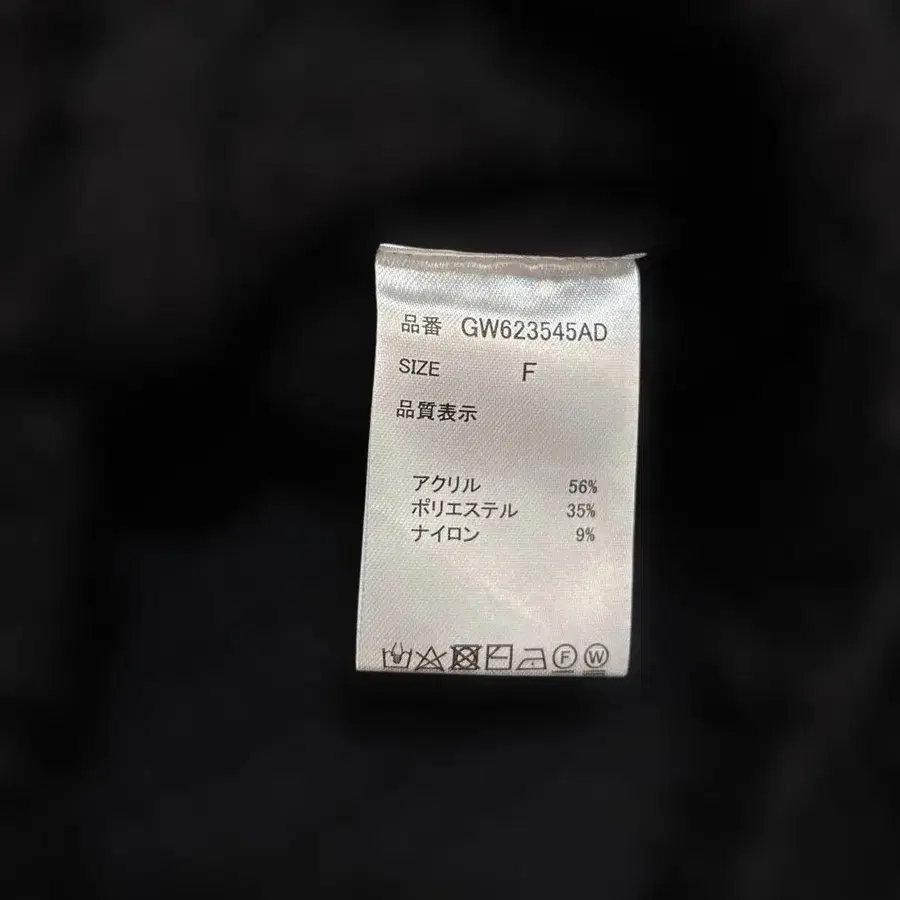 品番 GW623545AD
SIZE F
品質表示
アクリル 56%
ポリエステル 35%
ナイロン 9%
F W